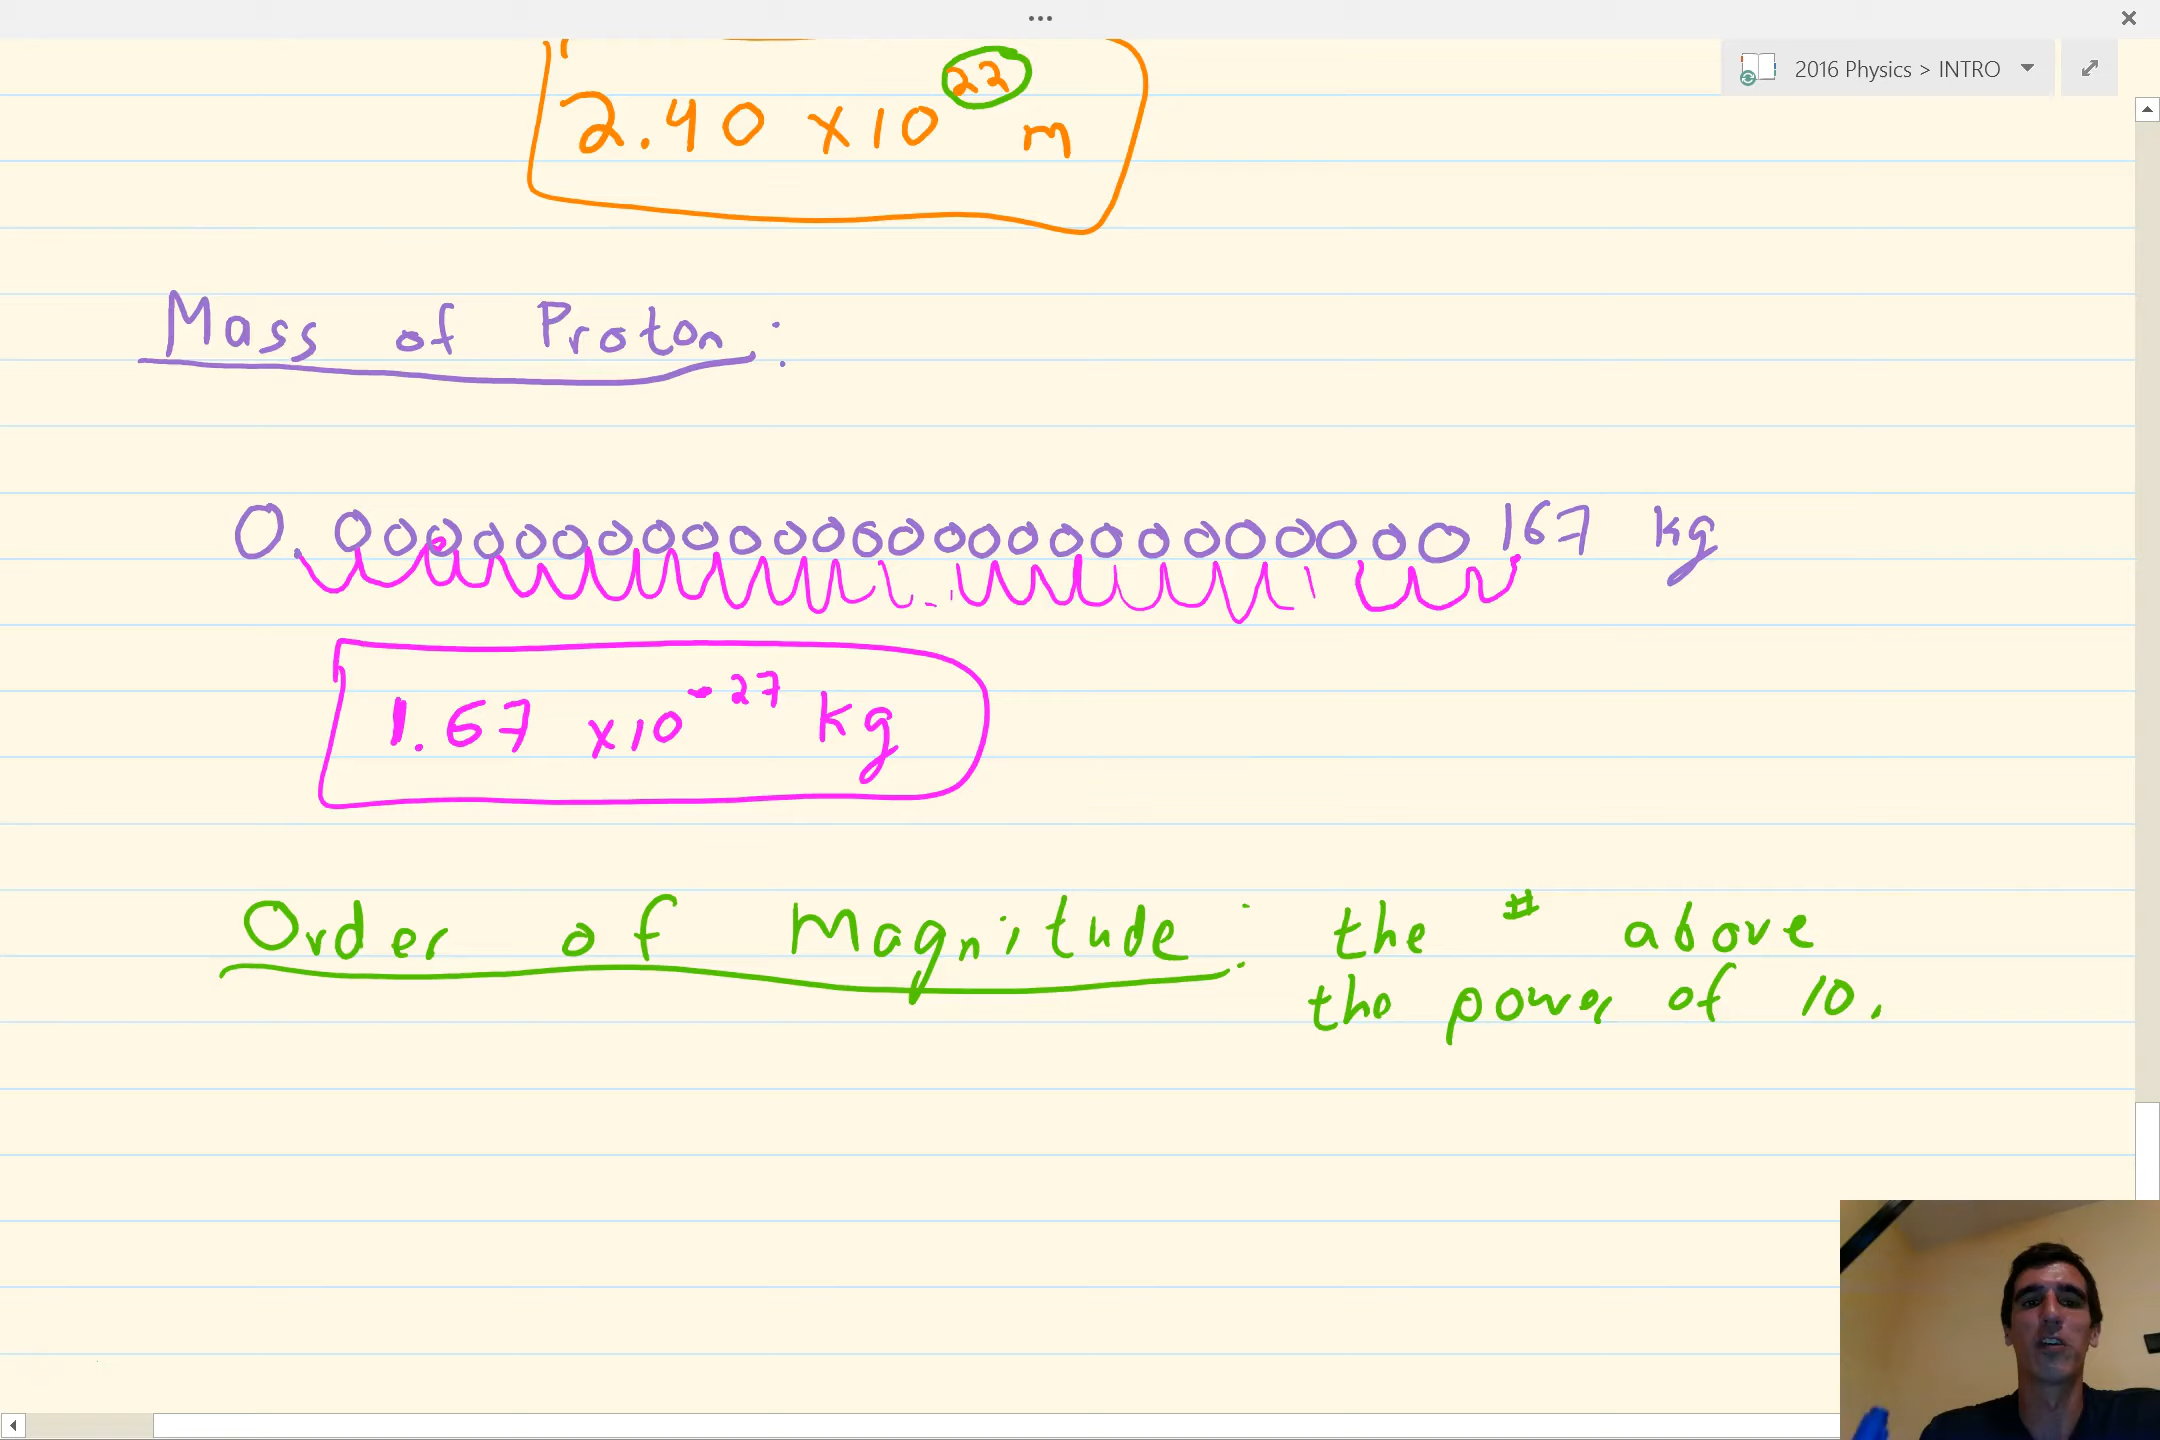 2016 Physics > INTRO
2.40 x10²² m
Mass of Proton:
0.00000000000000000000000000167 kg
1.67 x10⁻²⁷ kg
Order of Magnitude: the # above
the power of 10.